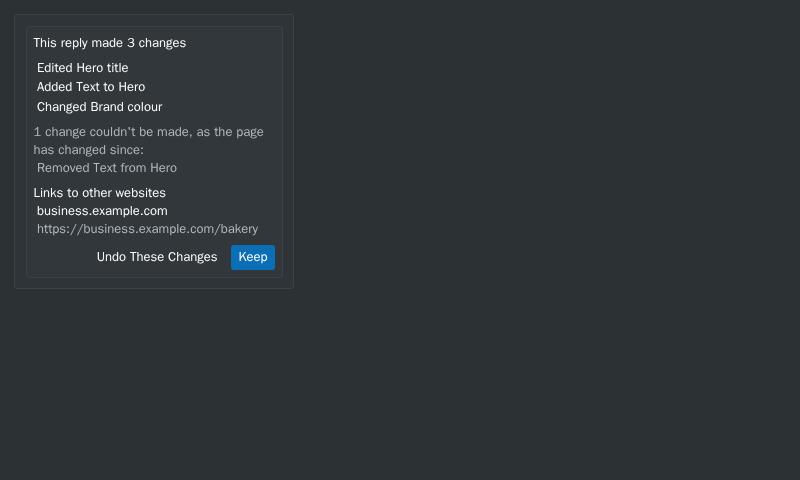 This reply made 3 changes
Edited Hero title
Added Text to Hero
Changed Brand colour
1 change couldn't be made, as the page
has changed since:
Removed Text from Hero
Links to other websites
business.example.com
https://business.example.com/bakery
Undo These Changes
Keep